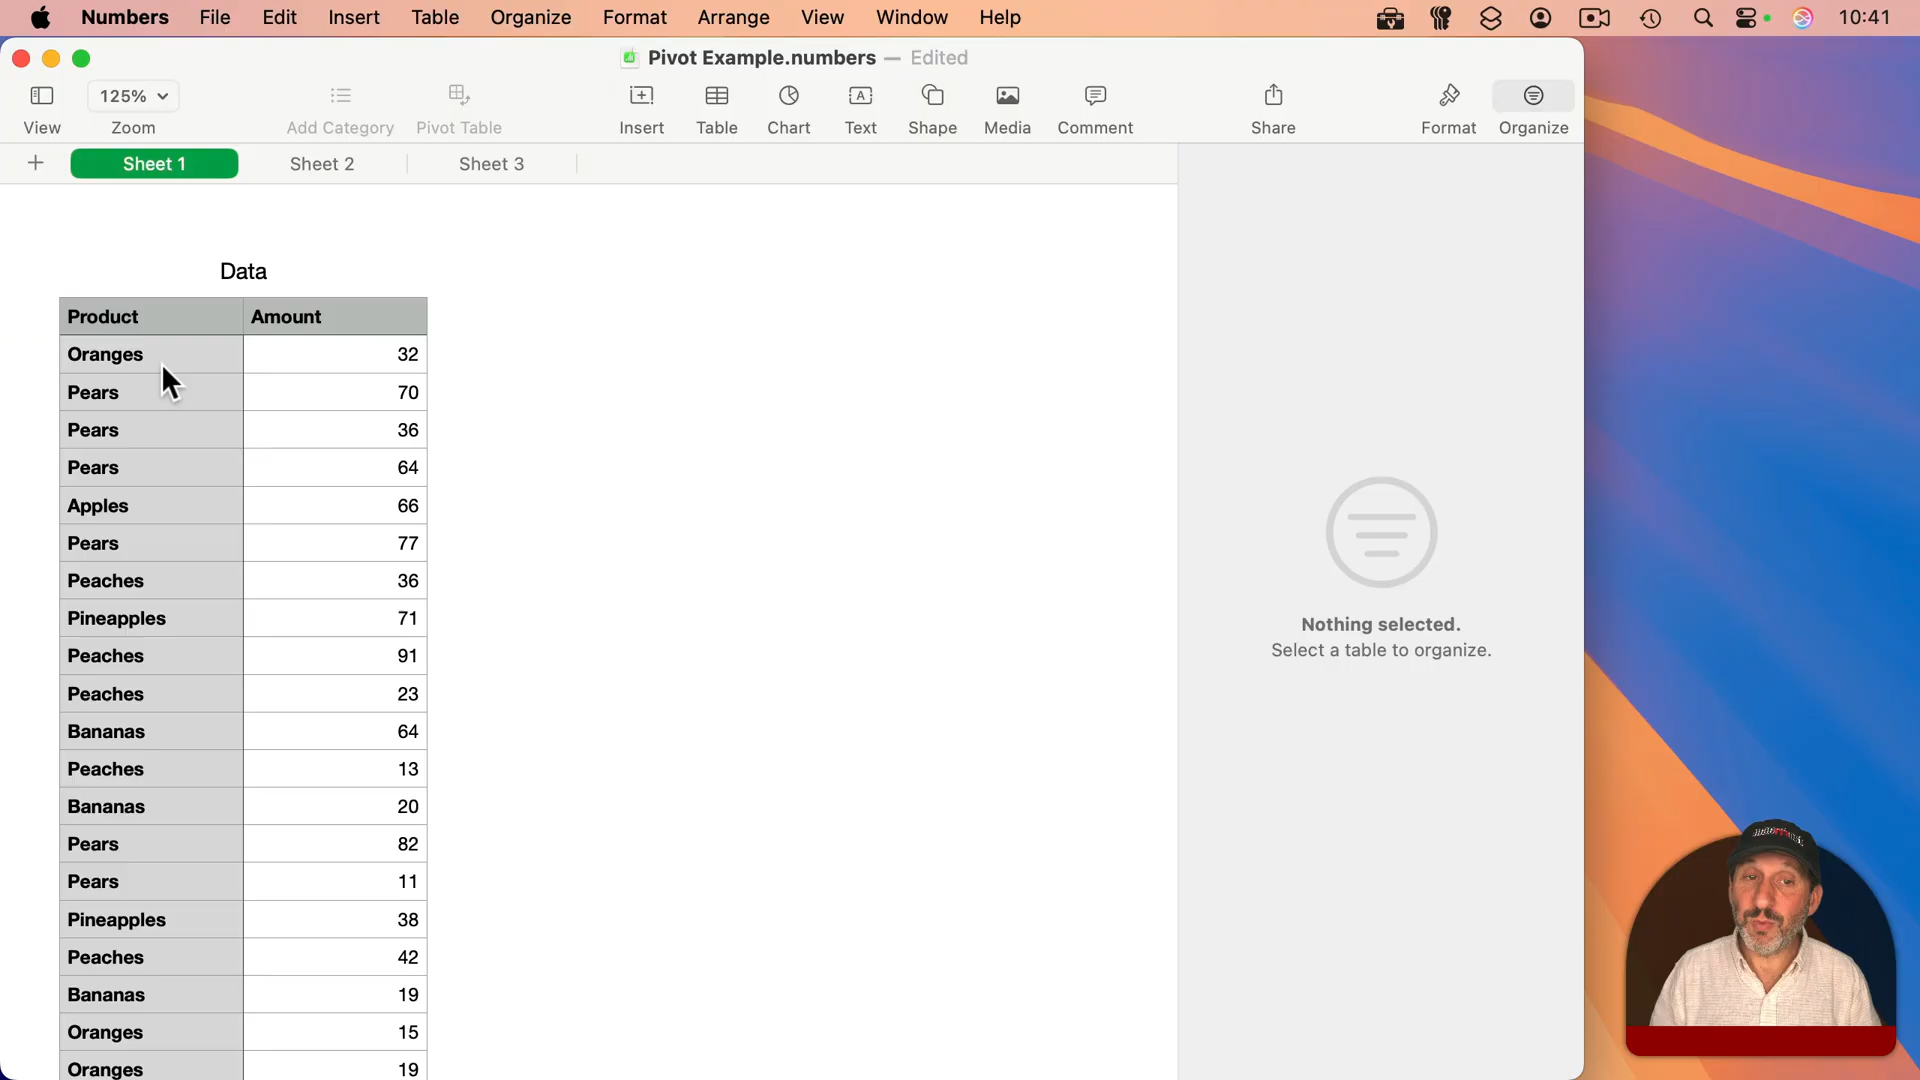 Numbers File Edit Insert Table Organize Format Arrange View Window Help 10:41
Pivot Example.numbers — Edited
125%
View Zoom Add Category Pivot Table Insert Table Chart Text Shape Media Comment Share Format Organize
Sheet 1 Sheet 2 Sheet 3
Data
Product Amount
Oranges 32
Pears 70
Pears 36
Pears 64
Apples 66
Pears 77
Peaches 36
Pineapples 71
Peaches 91
Peaches 23
Bananas 64
Peaches 13
Bananas 20
Pears 82
Pears 11
Pineapples 38
Peaches 42
Bananas 19
Oranges 15
Oranges 19
Nothing selected.
Select a table to organize.